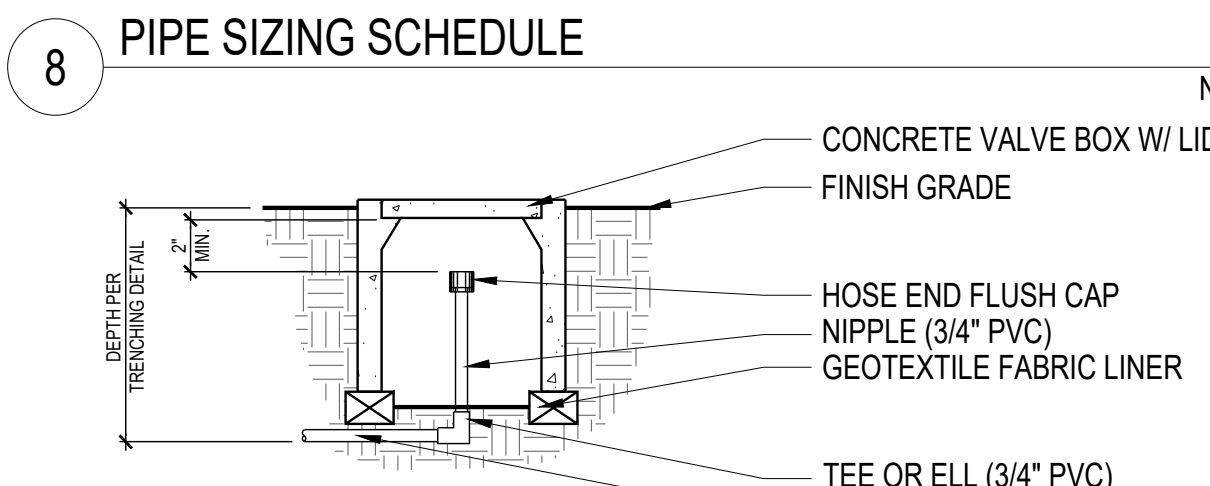 8
PIPE SIZING SCHEDULE
N
CONCRETE VALVE BOX W/ LID
FINISH GRADE
2"
MIN.
DEPTH PER
TRENCHING DETAIL
HOSE END FLUSH CAP
NIPPLE (3/4" PVC)
GEOTEXTILE FABRIC LINER
TEE OR ELL (3/4" PVC)